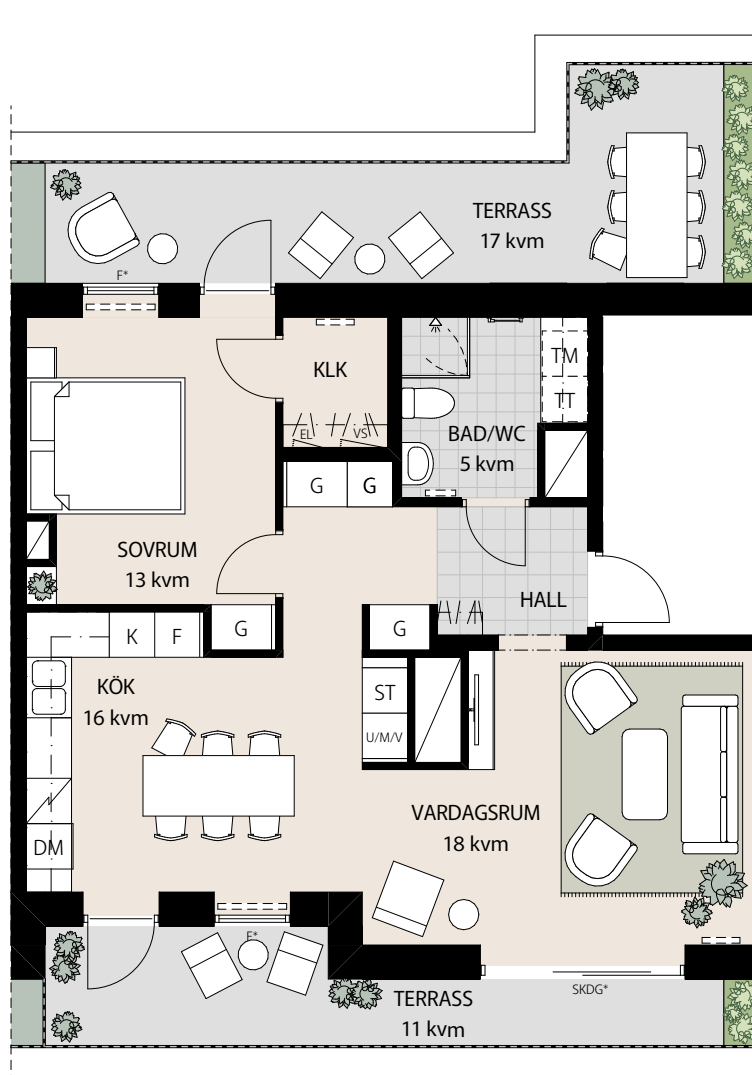 TERRASS
17 kvm
F*
KLK
EL
VS
TM
TT
BAD/WC
5 kvm
G
G
SOVRUM
13 kvm
HALL
K
F
G
G
KÖK
16 kvm
ST
U/M/V
DM
VARDAGSRUM
18 kvm
F*
SKDG*
TERRASS
11 kvm